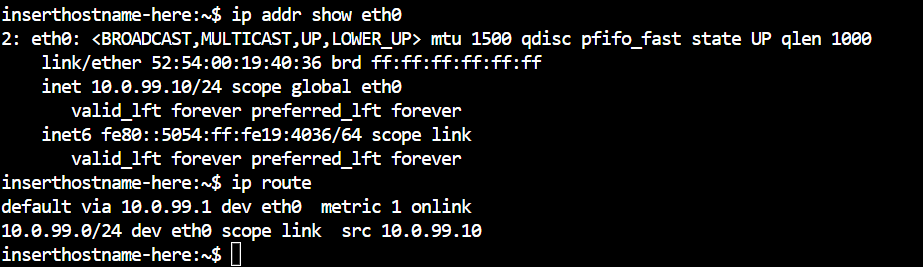 inserthostname-here:~$ ip addr show eth0
2: eth0: <BROADCAST,MULTICAST,UP,LOWER_UP> mtu 1500 qdisc pfifo_fast state UP qlen 1000
    link/ether 52:54:00:19:40:36 brd ff:ff:ff:ff:ff:ff
    inet 10.0.99.10/24 scope global eth0
       valid_lft forever preferred_lft forever
    inet6 fe80::5054:ff:fe19:4036/64 scope link
       valid_lft forever preferred_lft forever
inserthostname-here:~$ ip route
default via 10.0.99.1 dev eth0  metric 1 onlink
10.0.99.0/24 dev eth0 scope link  src 10.0.99.10
inserthostname-here:~$